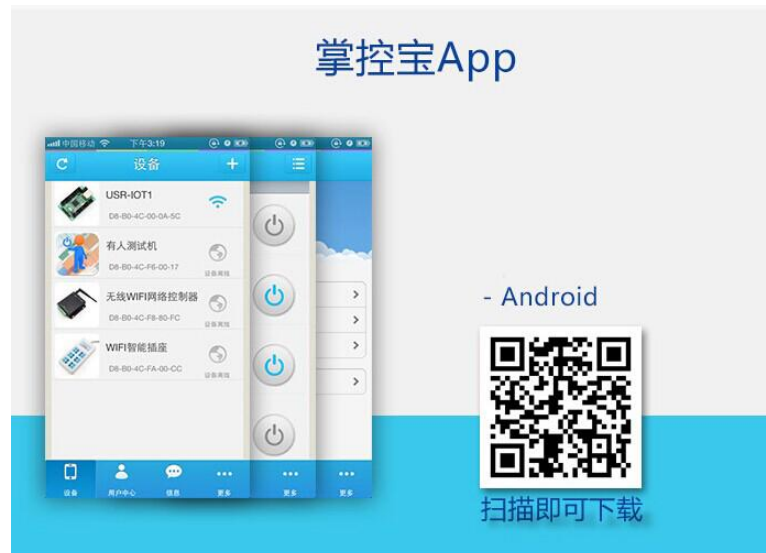 掌控宝App
中国移动 下午3:19
设备
USR-IOT1
D8-B0-4C-00-0A-5C
有人测试机
D8-B0-4C-F6-00-17
设备离线
无线WIFI网络控制器
D8-B0-4C-F8-80-FC
设备离线
WIFI智能插座
D8-B0-4C-FA-00-CC
设备离线
设备 用户中心 信息 更多 更多 更多
- Android
扫描即可下载